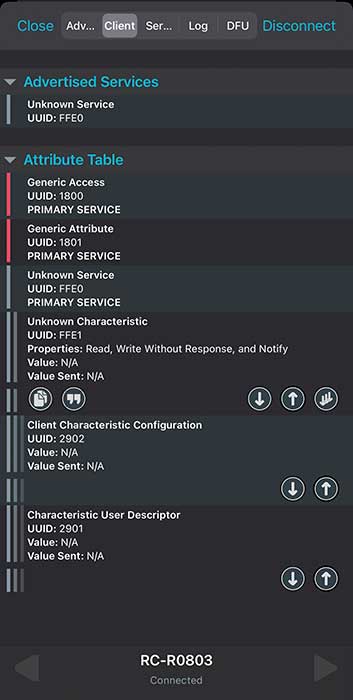 Close Adv... Client Ser... Log DFU Disconnect
Advertised Services
Unknown Service
UUID: FFE0
Attribute Table
Generic Access
UUID: 1800
PRIMARY SERVICE
Generic Attribute
UUID: 1801
PRIMARY SERVICE
Unknown Service
UUID: FFE0
PRIMARY SERVICE
Unknown Characteristic
UUID: FFE1
Properties: Read, Write Without Response, and Notify
Value: N/A
Value Sent: N/A
Client Characteristic Configuration
UUID: 2902
Value: N/A
Value Sent: N/A
Characteristic User Descriptor
UUID: 2901
Value: N/A
Value Sent: N/A
RC-R0803
Connected